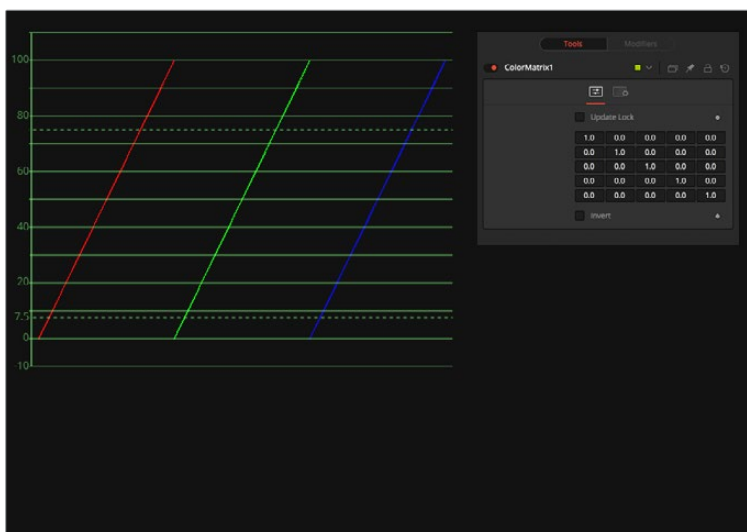 100
80
60
40
20
7.5
0
-10
Tools Modifiers
ColorMatrix1
Update Lock
1.0 0.0 0.0 0.0 0.0
0.0 1.0 0.0 0.0 0.0
0.0 0.0 1.0 0.0 0.0
0.0 0.0 0.0 1.0 0.0
0.0 0.0 0.0 0.0 1.0
Invert